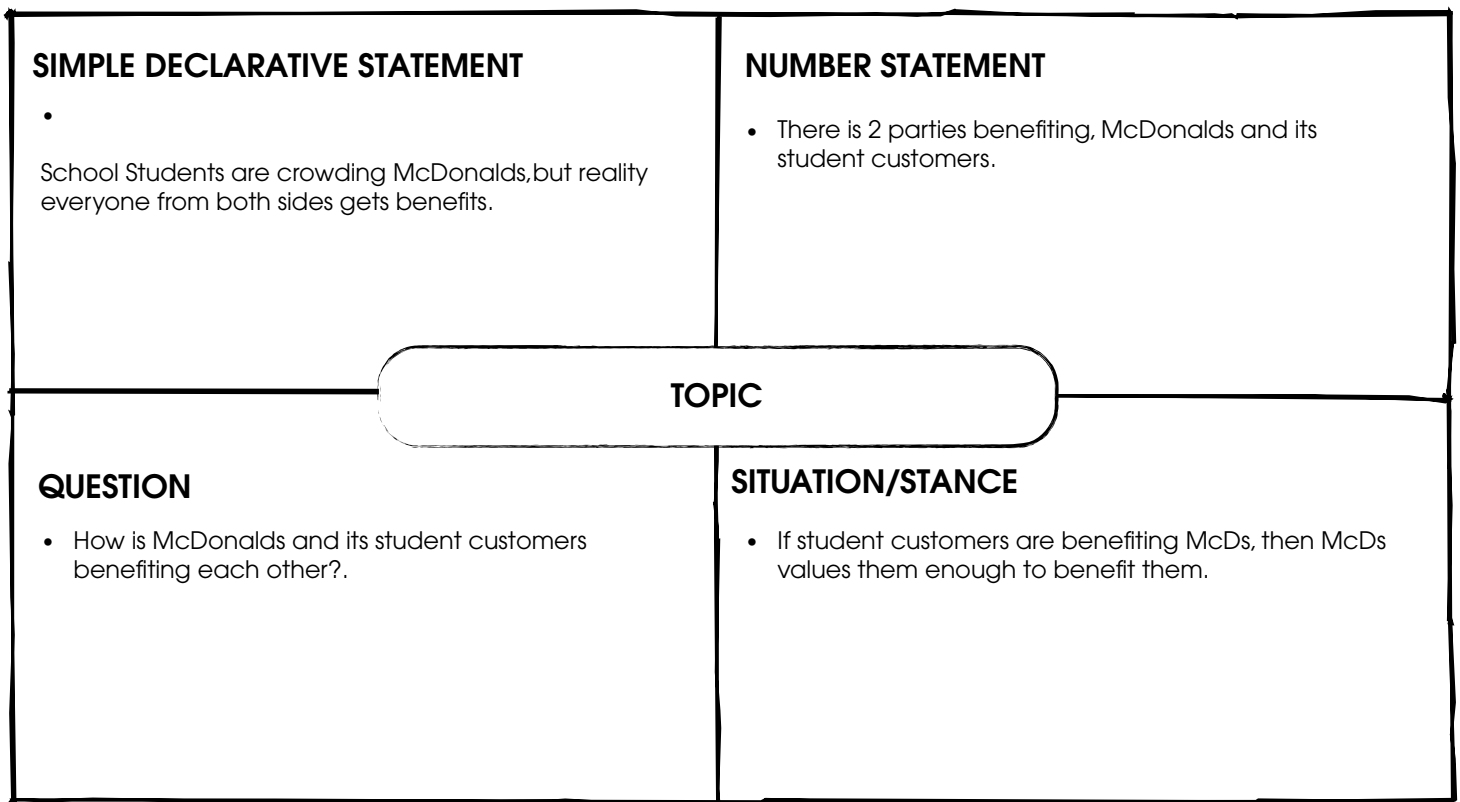 SIMPLE DECLARATIVE STATEMENT
•
School Students are crowding McDonalds,but reality
everyone from both sides gets benefits.
NUMBER STATEMENT
• There is 2 parties benefiting, McDonalds and its
student customers.
TOPIC
QUESTION
• How is McDonalds and its student customers
benefiting each other?.
SITUATION/STANCE
• If student customers are benefiting McDs, then McDs
values them enough to benefit them.